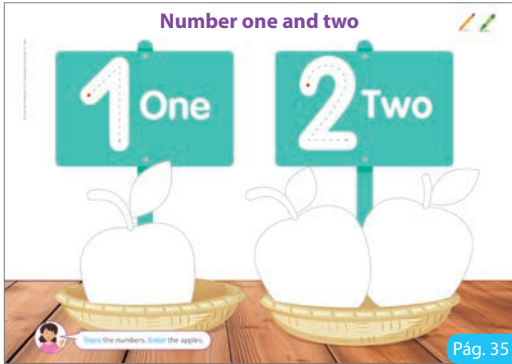 Number one and two
1 One
2 Two
Trace the numbers. Color the apples.
Pág. 35